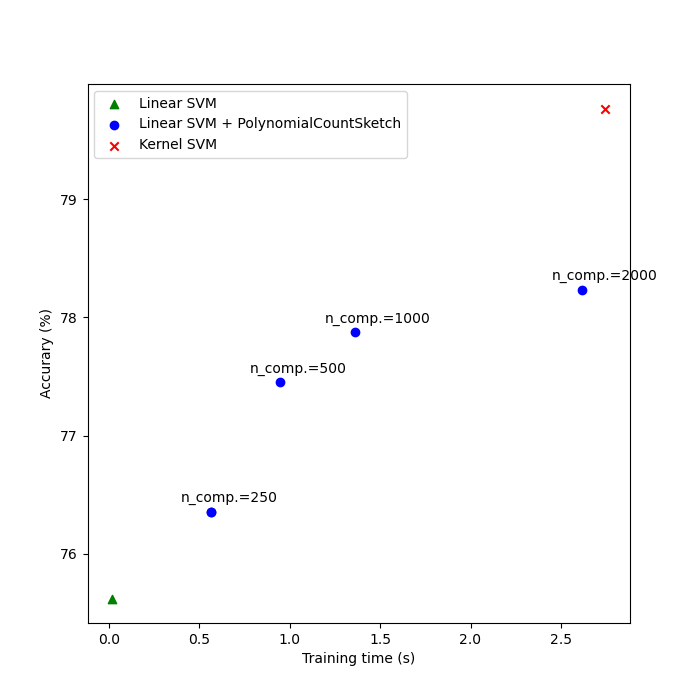 Linear SVM
Linear SVM + PolynomialCountSketch
Kernel SVM
79
78
77
76
n_comp.=2000
n_comp.=1000
n_comp.=500
n_comp.=250
0.0 0.5 1.0 1.5 2.0 2.5
Training time (s)
Accurary (%)